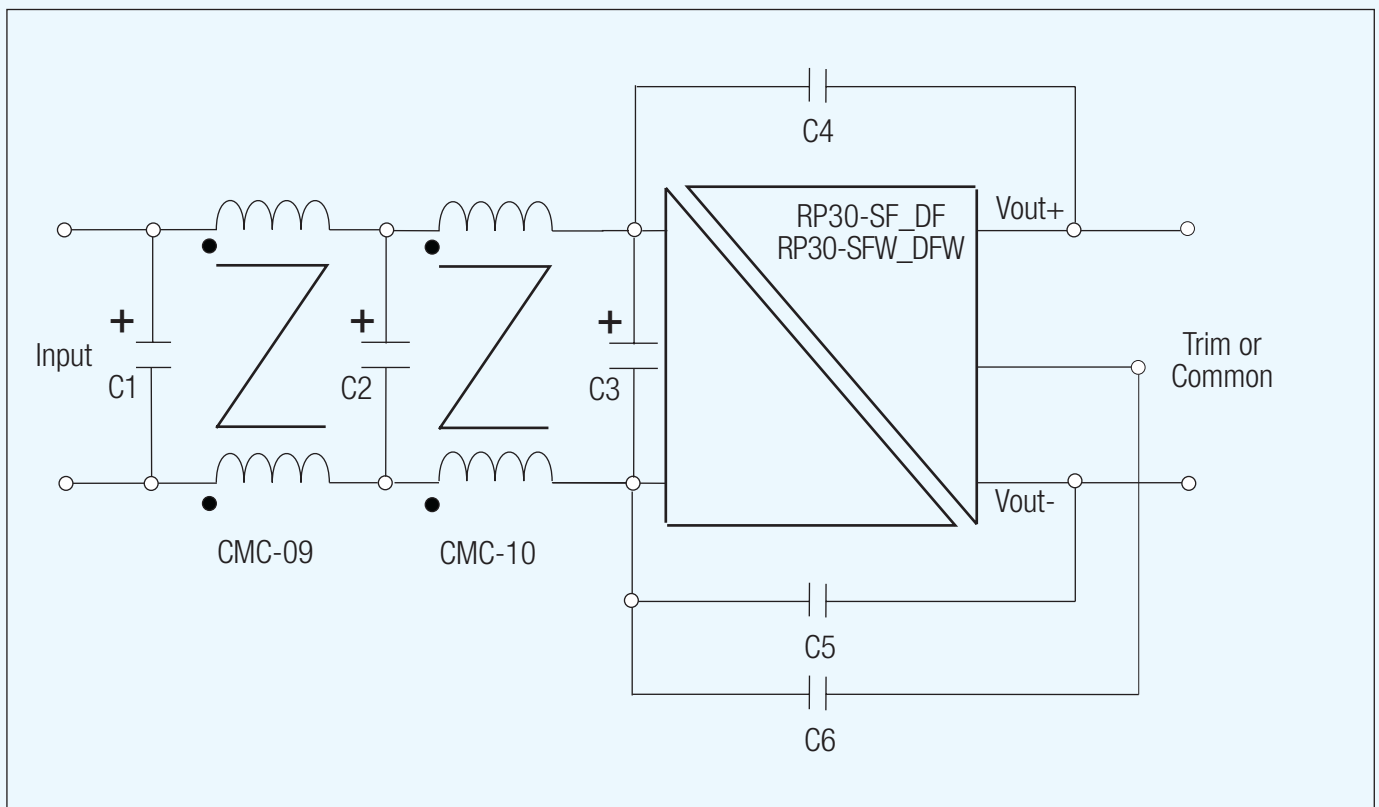 C4
RP30-SF_DF
RP30-SFW_DFW
Vout+
+
+
+
Input
C1
C2
C3
Trim or
Common
Vout-
CMC-09
CMC-10
C5
C6